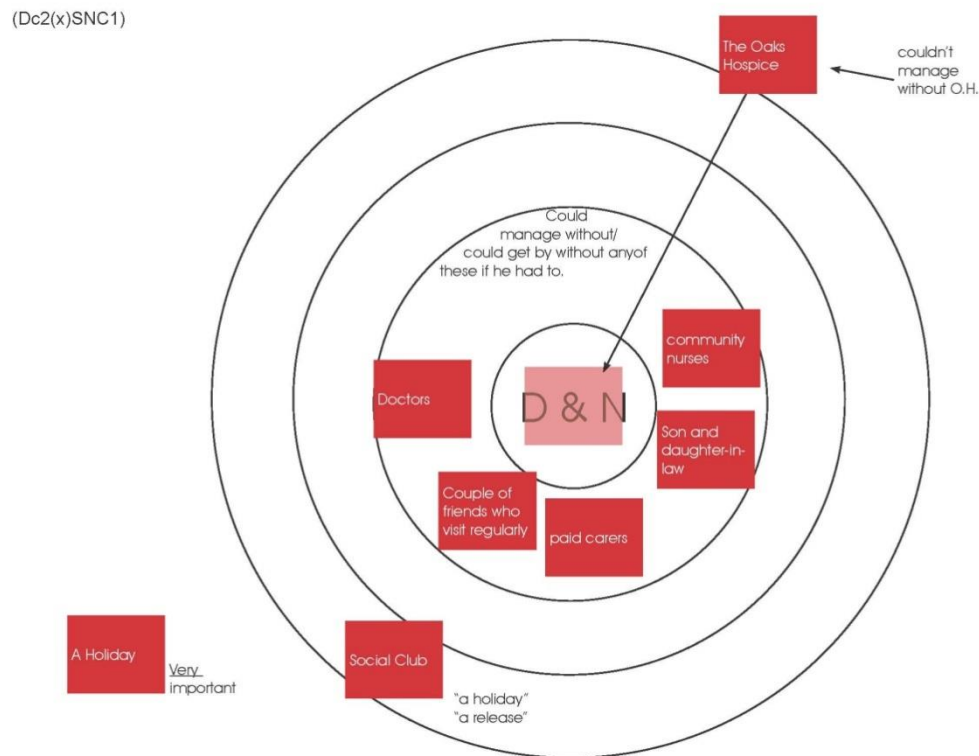 (Dc2(x)SNC1)
The Oaks
Hospice
couldn't
manage
without O.H.
Could
manage without/
could get by without anyof
these if he had to.
community
nurses
Doctors
D & N
Son and
daughter-in-
law
Couple of
friends who
visit regularly
paid carers
A Holiday
Very
important
Social Club
"a holiday"
"a release"